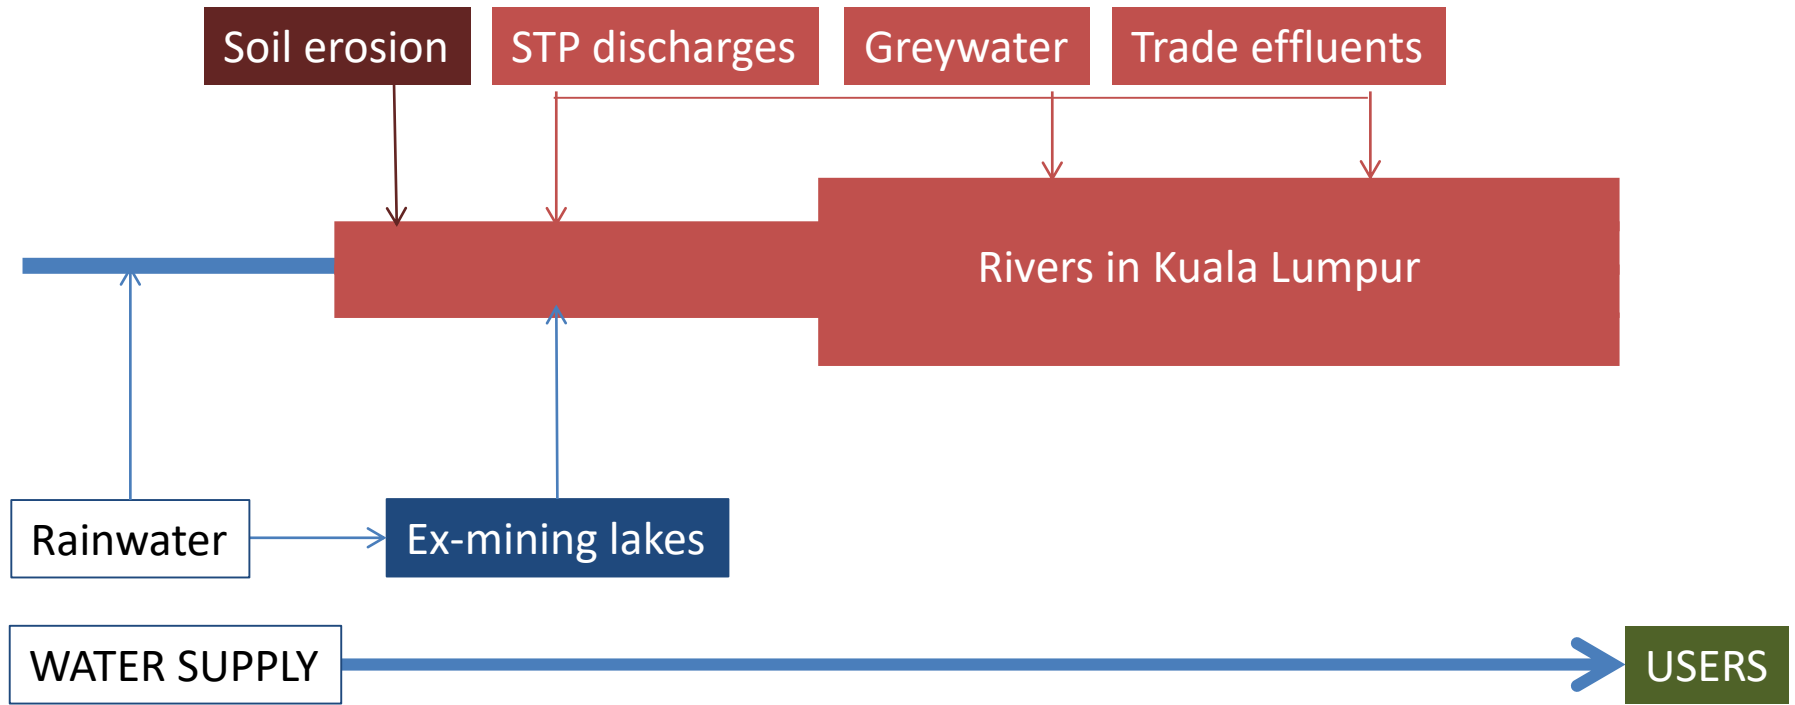 Soil erosion
STP discharges
Greywater
Trade effluents
Rivers in Kuala Lumpur
Rainwater
Ex-mining lakes
WATER SUPPLY
USERS